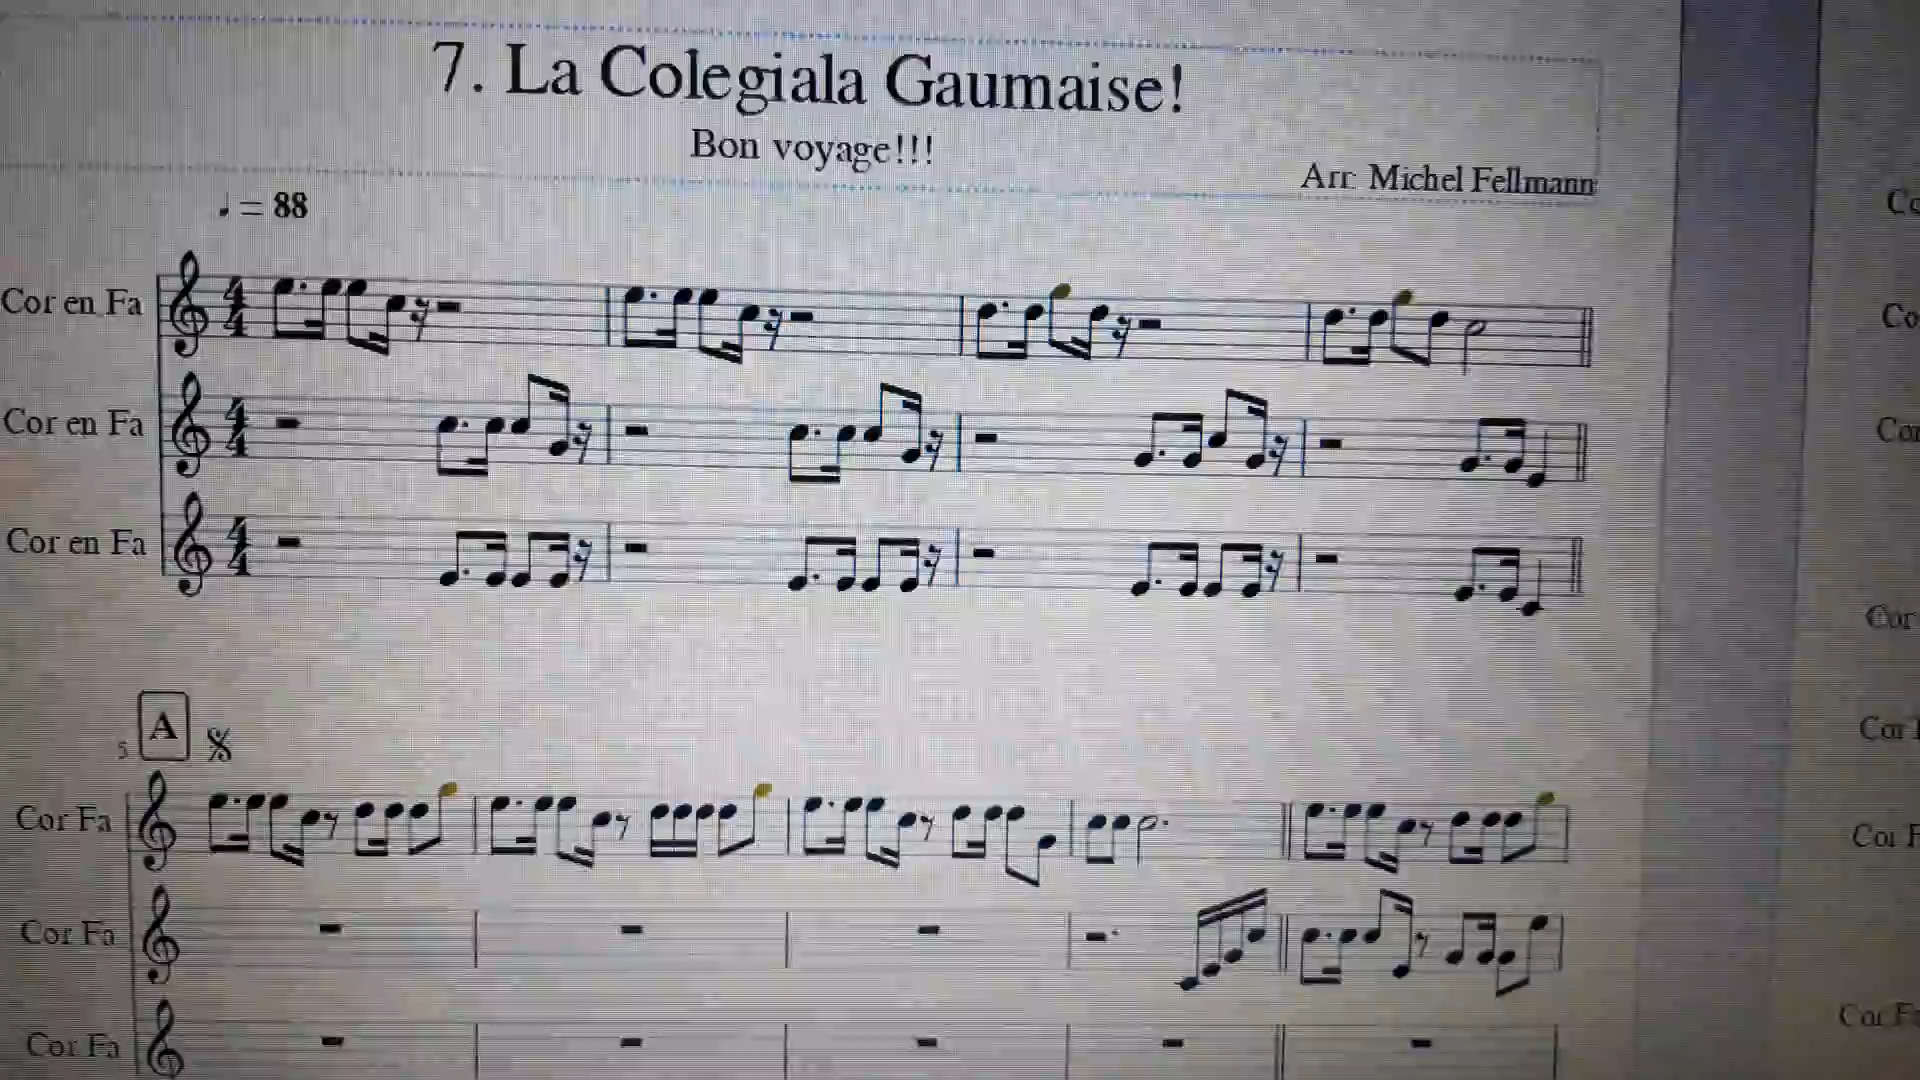 7. La Colegiala Gaumaise!
Bon voyage!!!
Arr: Michel Fellmann
♩ = 88
Cor en Fa
Cor en Fa
Cor en Fa
5
A
Cor Fa
Cor Fa
Cor Fa